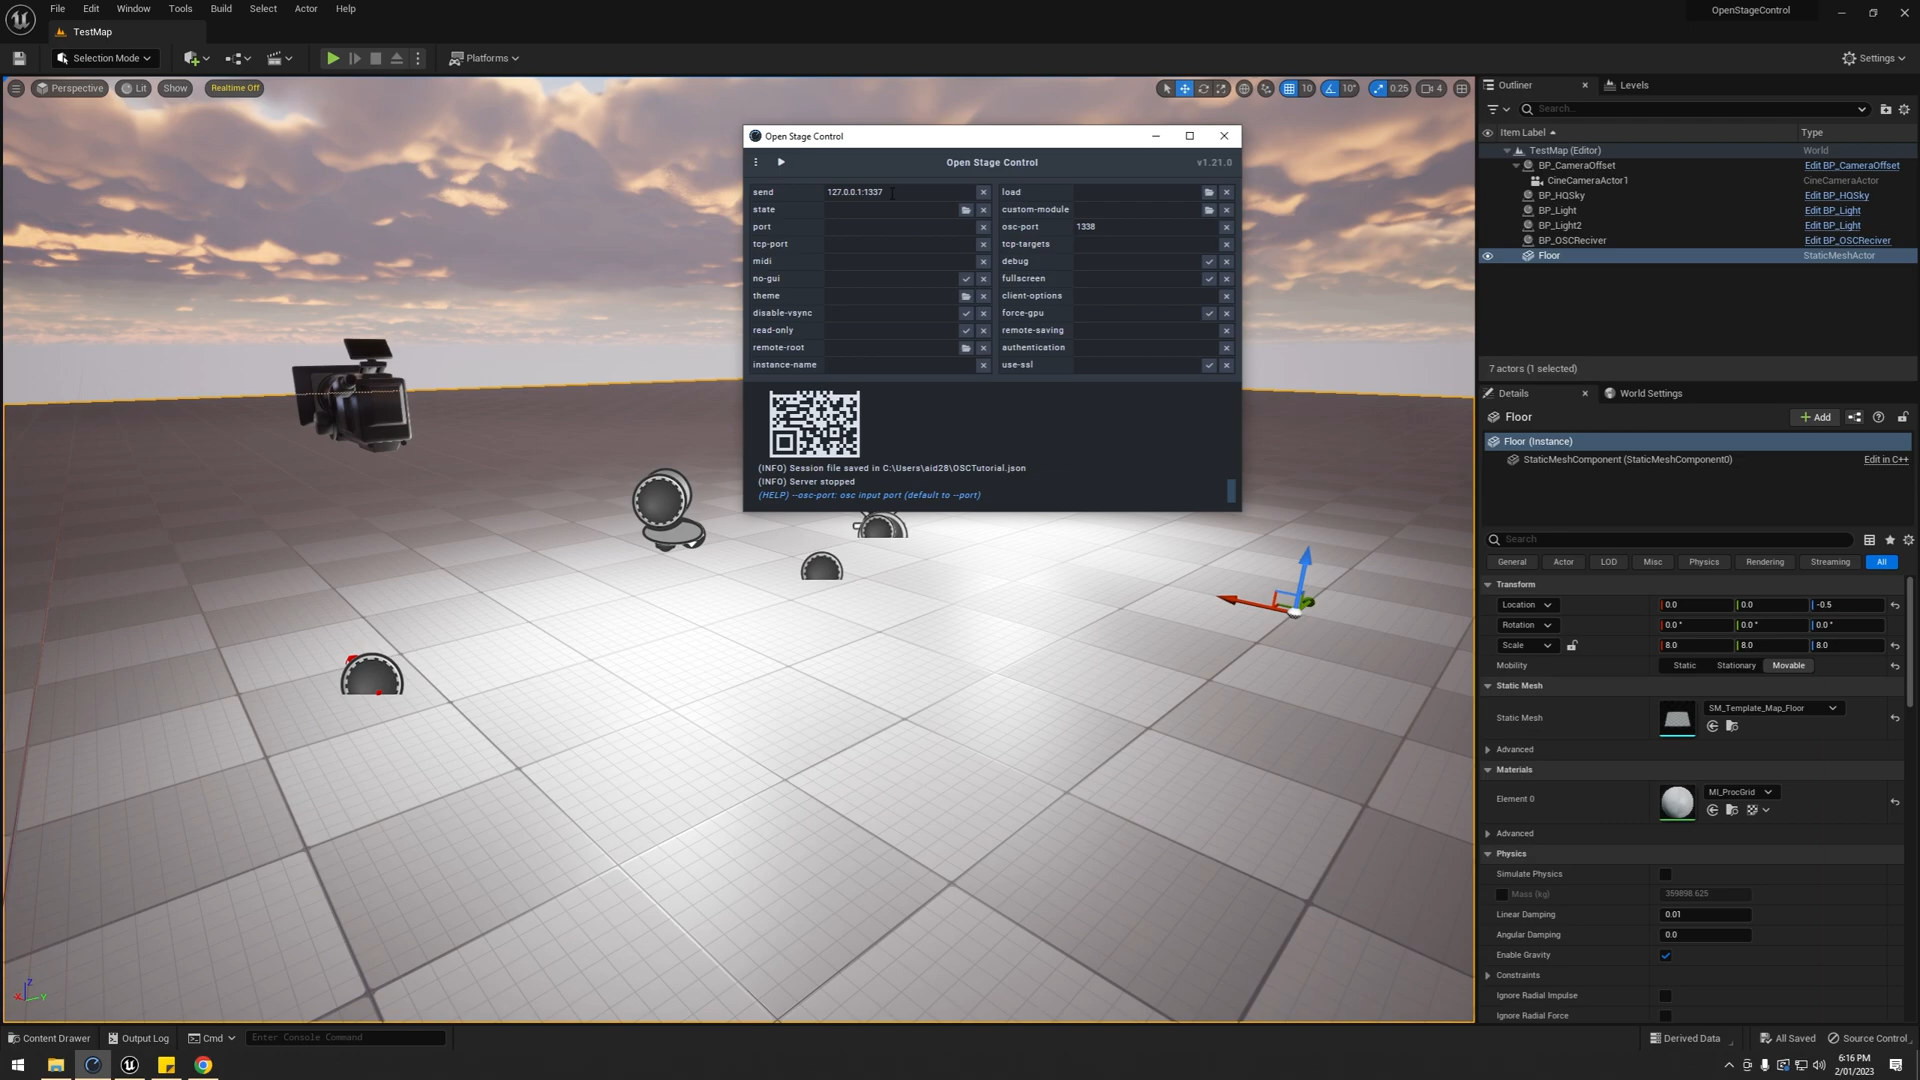 File Edit View Tools Build Select Actor Help
OpenStageControl
TestMap
Selection Mode
Platforms
Settings
Perspective Lit Show Realtime Off
10 10° 0.25 4
Open Stage Control
Open Stage Control v1.21.0
send 127.0.0.1:1337 load
state custom-module
port osc-port 1338
tcp-port tcp-targets
midi debug
no-gui fullscreen
theme client-options
disable-vsync force-gpu
read-only remote-saving
remote-root authentication
instance-name use-ssl
(INFO) Session file saved in C:\Users\aid28\OSCTutorial.json
(INFO) Server stopped
(HELP) --osc-port: osc input port (default to --port)
Z
X Y
Outliner Levels
Search...
Item Label Type
TestMap (Editor) World
BP_CameraOffset Edit BP_CameraOffset
CineCameraActor1 CineCameraActor
BP_HQSky Edit BP_HQSky
BP_Light Edit BP_Light
BP_Light2 Edit BP_Light
BP_OSCReciver Edit BP_OSCReciver
Floor StaticMeshActor
7 actors (1 selected)
Details World Settings
Floor Add
Floor (Instance)
StaticMeshComponent (StaticMeshComponent0) Edit in C++
Search
General Actor LOD Misc Physics Rendering Streaming All
Transform
Location 0.0 0.0 -0.5
Rotation 0.0 ° 0.0 ° 0.0 °
Scale 8.0 8.0 8.0
Mobility Static Stationary Movable
Static Mesh
Static Mesh SM_Template_Map_Floor
Advanced
Materials
Element 0 MI_ProcGrid
Advanced
Physics
Simulate Physics
Mass (kg) 359898.625
Linear Damping 0.01
Angular Damping 0.0
Enable Gravity
Constraints
Ignore Radial Impulse
Ignore Radial Force
Content Drawer Output Log Cmd Enter Console Command
Derived Data All Saved Source Control
6:16 PM
2/01/2023